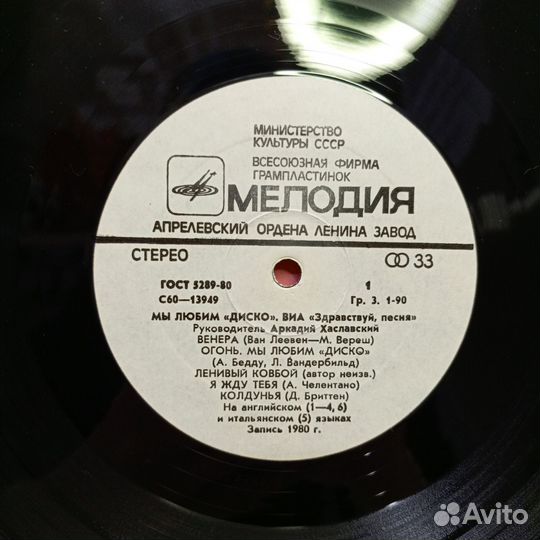 МИНИСТЕРСТВО
КУЛЬТУРЫ СССР
ВСЕСОЮЗНАЯ ФИРМА
ГРАМПЛАСТИНОК
МЕЛОДИЯ
АПРЕЛЕВСКИЙ ОРДЕНА ЛЕНИНА ЗАВОД
СТЕРЕО 33
ГОСТ 5289-80 1
С60—13949 Гр. 3. 1-90
МЫ ЛЮБИМ «ДИСКО». ВИА «Здравствуй, песня»
Руководитель Аркадий Хаславский
ВЕНЕРА (Ван Леевен—М. Вереш)
ОГОНЬ. МЫ ЛЮБИМ «ДИСКО»
(А. Бедду, Л. Вандербильд)
ЛЕНИВЫЙ КОВБОЙ (автор неизв.)
Я ЖДУ ТЕБЯ (А. Челентано)
КОЛДУНЬЯ (Д. Бриттен)
На английском (1—4, 6)
и итальянском (5) языках
Запись 1980 г.
Avito